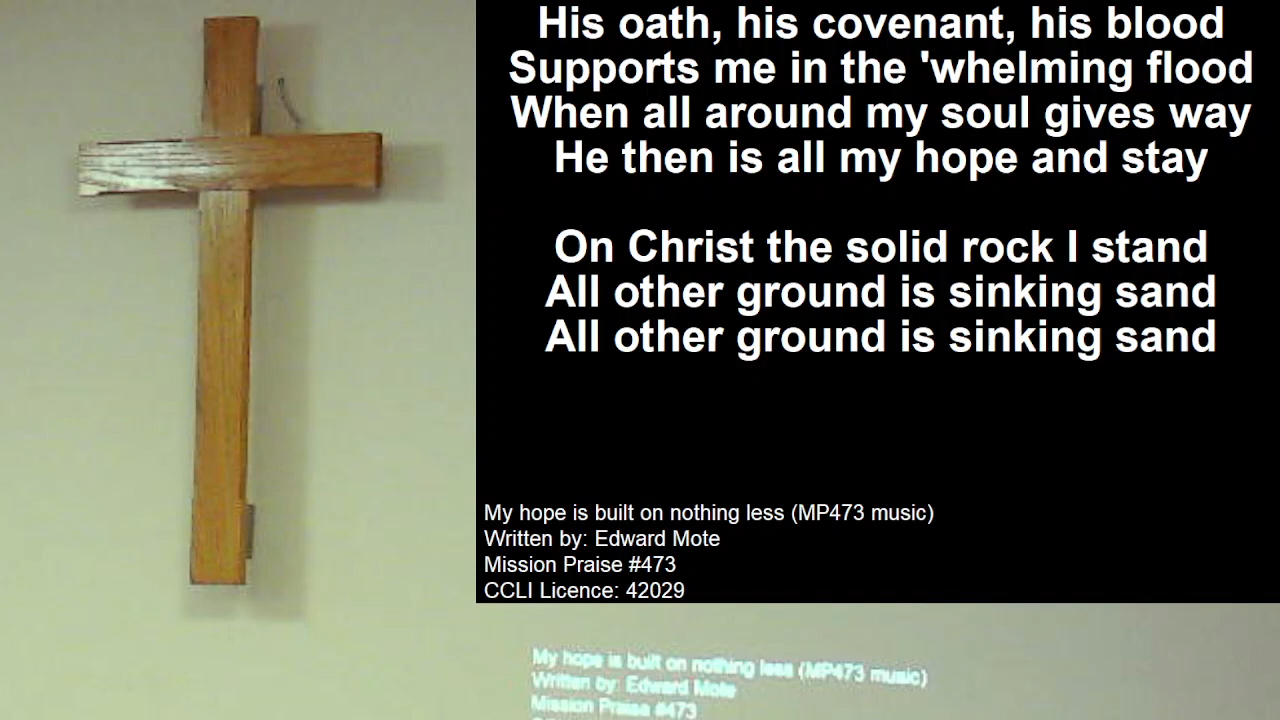 His oath, his covenant, his blood
Supports me in the 'whelming flood
When all around my soul gives way
He then is all my hope and stay
On Christ the solid rock I stand
All other ground is sinking sand
All other ground is sinking sand
My hope is built on nothing less (MP473 music)
Written by: Edward Mote
Mission Praise #473
CCLI Licence: 42029
My hope is built on nothing less (MP473 music)
Written by: Edward Mote
Mission Praise #473